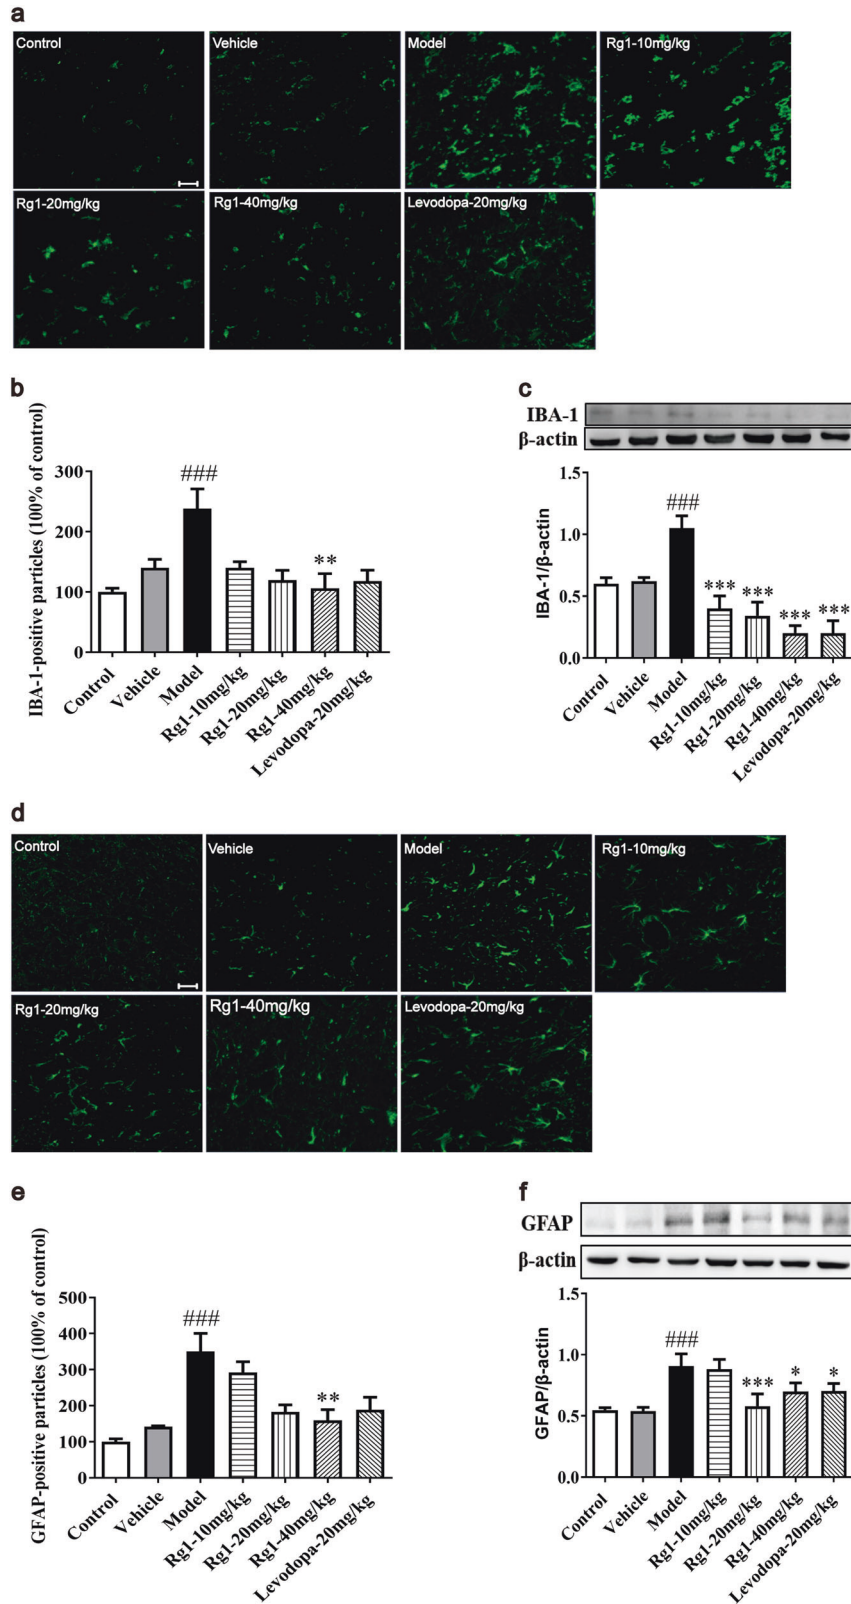 a
Control
Vehicle
Model
Rg1-10mg/kg
Rg1-20mg/kg
Rg1-40mg/kg
Levodopa-20mg/kg
b
IBA-1-positive particles (100% of control)
300
200
100
0
###
**
Control
Vehicle
Model
Rg1-10mg/kg
Rg1-20mg/kg
Rg1-40mg/kg
Levodopa-20mg/kg
c
IBA-1
β-actin
IBA-1/β-actin
1.5
1.0
0.5
0.0
###
***
***
***
***
Control
Vehicle
Model
Rg1-10mg/kg
Rg1-20mg/kg
Rg1-40mg/kg
Levodopa-20mg/kg
d
Control
Vehicle
Model
Rg1-10mg/kg
Rg1-20mg/kg
Rg1-40mg/kg
Levodopa-20mg/kg
e
GFAP-positive particles (100% of control)
500
400
300
200
100
0
###
**
Control
Vehicle
Model
Rg1-10mg/kg
Rg1-20mg/kg
Rg1-40mg/kg
Levodopa-20mg/kg
f
GFAP
β-actin
GFAP/β-actin
1.5
1.0
0.5
0.0
###
***
*
*
Control
Vehicle
Model
Rg1-10mg/kg
Rg1-20mg/kg
Rg1-40mg/kg
Levodopa-20mg/kg